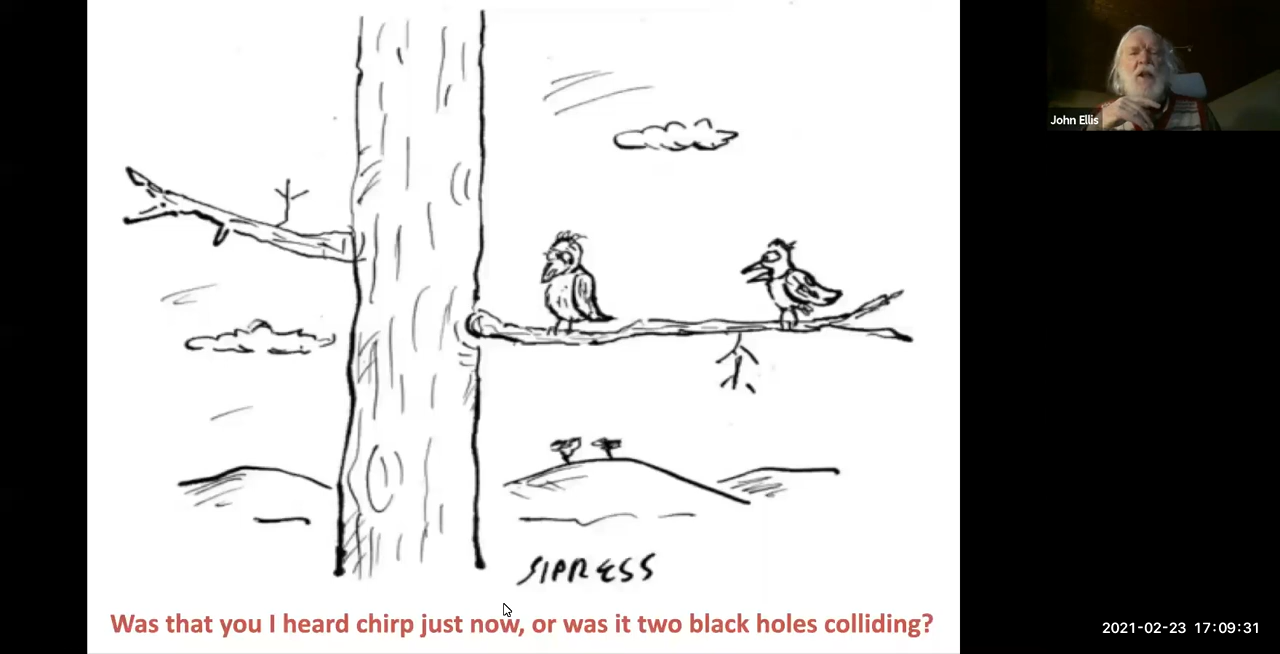 John Ellis
SIPRESS
Was that you I heard chirp just now, or was it two black holes colliding?
2021-02-23 17:09:31